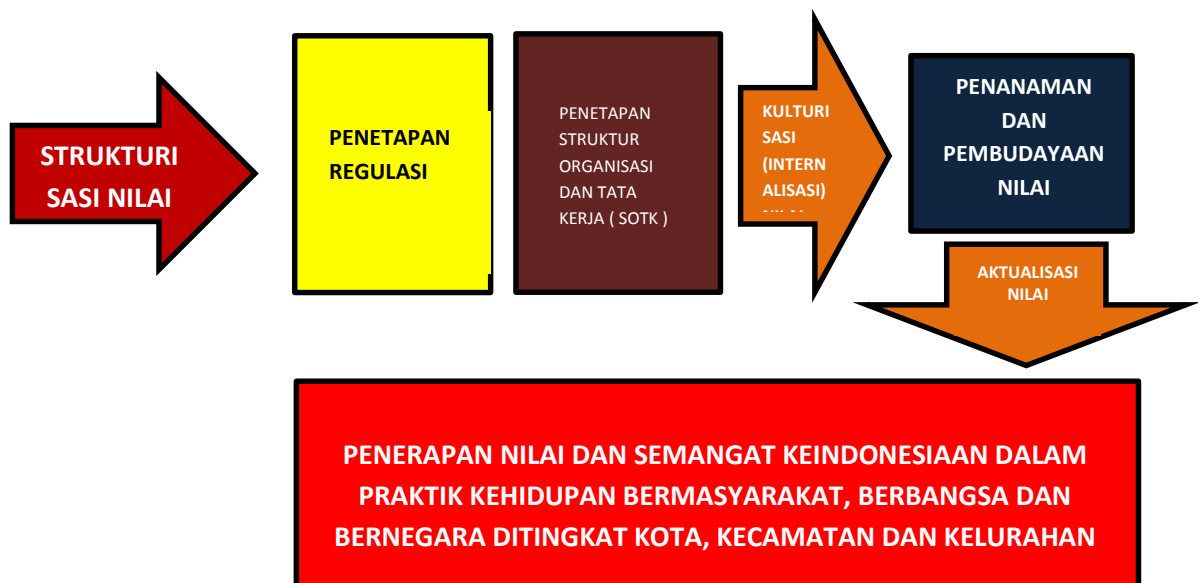 STRUKTURI
SASI NILAI
PENETAPAN
REGULASI
PENETAPAN
STRUKTUR
ORGANISASI
DAN TATA
KERJA ( SOTK )
KULTURI
SASI
(INTERN
ALISASI)
PENANAMAN
DAN
PEMBUDAYAAN
NILAI
AKTUALISASI
NILAI
PENERAPAN NILAI DAN SEMANGAT KEINDONESIAAN DALAM
PRAKTIK KEHIDUPAN BERMASYARAKAT, BERBANGSA DAN
BERNEGARA DITINGKAT KOTA, KECAMATAN DAN KELURAHAN